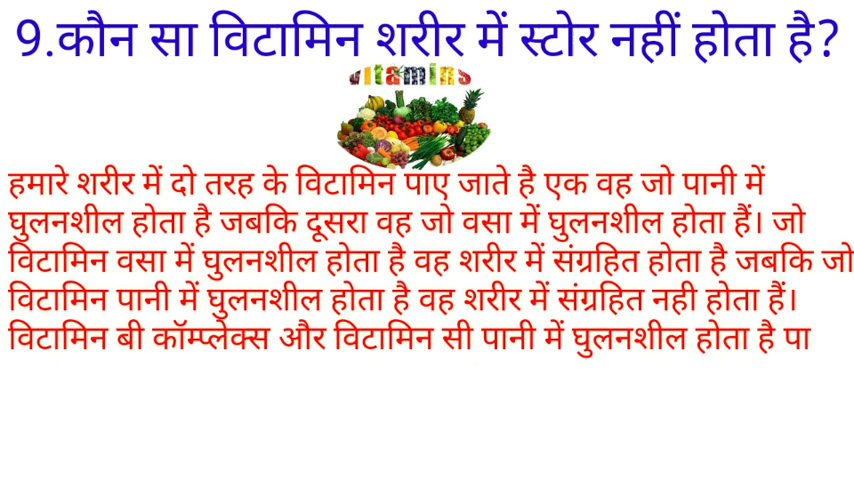 9.कौन सा विटामिन शरीर में स्टोर नहीं होता है?
vitamins
हमारे शरीर में दो तरह के विटामिन पाए जाते है एक वह जो पानी में
घुलनशील होता है जबकि दूसरा वह जो वसा में घुलनशील होता हैं। जो
विटामिन वसा में घुलनशील होता है वह शरीर में संग्रहित होता है जबकि जो
विटामिन पानी में घुलनशील होता है वह शरीर में संग्रहित नही होता हैं।
विटामिन बी कॉम्प्लेक्स और विटामिन सी पानी में घुलनशील होता है पा